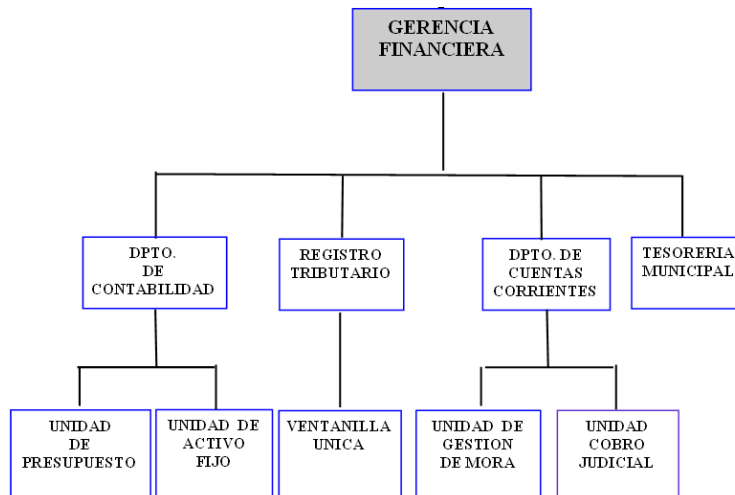 GERENCIA
FINANCIERA
DPTO.
DE
CONTABILIDAD
REGISTRO
TRIBUTARIO
DPTO. DE
CUENTAS
CORRIENTES
TESORERIA
MUNICIPAL
UNIDAD
DE
PRESUPUESTO
UNIDAD DE
ACTIVO
FIJO
VENTANILLA
UNICA
UNIDAD DE
GESTION
DE MORA
UNIDAD
COBRO
JUDICIAL